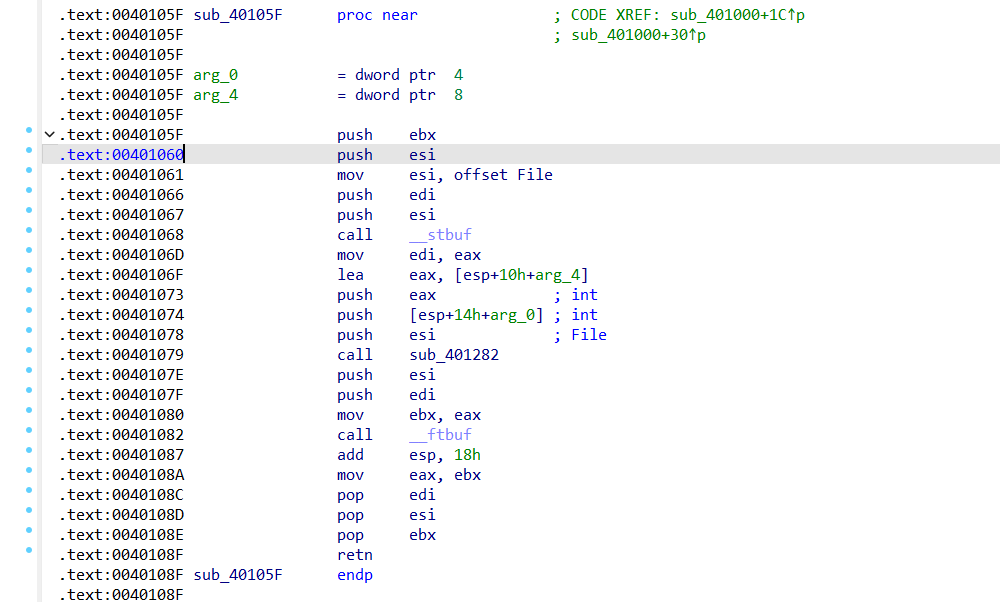 .text:0040105F sub_40105F      proc near               ; CODE XREF: sub_401000+1C↑p
.text:0040105F                                         ; sub_401000+30↑p
.text:0040105F
.text:0040105F arg_0           = dword ptr  4
.text:0040105F arg_4           = dword ptr  8
.text:0040105F
.text:0040105F                 push    ebx
.text:00401060                 push    esi
.text:00401061                 mov     esi, offset File
.text:00401066                 push    edi
.text:00401067                 push    esi
.text:00401068                 call    __stbuf
.text:0040106D                 mov     edi, eax
.text:0040106F                 lea     eax, [esp+10h+arg_4]
.text:00401073                 push    eax             ; int
.text:00401074                 push    [esp+14h+arg_0] ; int
.text:00401078                 push    esi             ; File
.text:00401079                 call    sub_401282
.text:0040107E                 push    esi
.text:0040107F                 push    edi
.text:00401080                 mov     ebx, eax
.text:00401082                 call    __ftbuf
.text:00401087                 add     esp, 18h
.text:0040108A                 mov     eax, ebx
.text:0040108C                 pop     edi
.text:0040108D                 pop     esi
.text:0040108E                 pop     ebx
.text:0040108F                 retn
.text:0040108F sub_40105F      endp
.text:0040108F